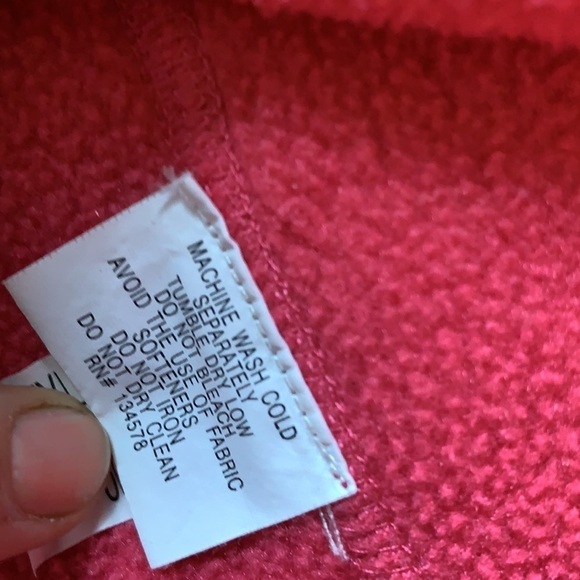 MACHINE WASH COLD
SEPARATELY
TUMBLE DRY LOW
DO NOT BLEACH
AVOID THE USE OF FABRIC
SOFTENERS
DO NOT IRON
DO NOT DRY CLEAN
RN# 134578